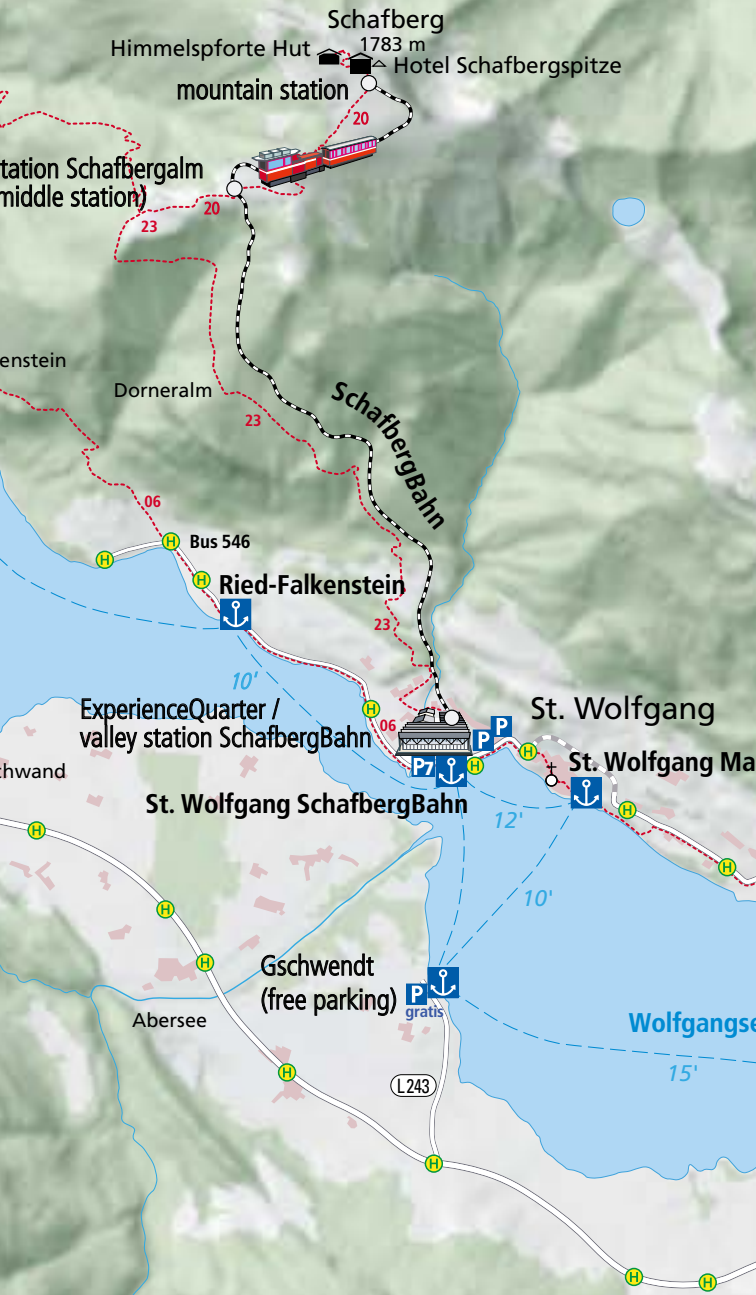 Schafberg
1783 m
Himmelspforte Hut
Hotel Schafbergspitze
mountain station
20
tation Schafbergalm
middle station)
20
23
enstein
Dorneralm
SchafbergBahn
23
06
H
Bus 546
H
H
Ried-Falkenstein
23
10'
ExperienceQuarter /
valley station SchafbergBahn
H
06
St. Wolfgang
P
P
H
P7
H
St. Wolfgang Ma
chwand
St. Wolfgang SchafbergBahn
12'
H
H
H
10'
H
H
Gschwendt
(free parking)
P
gratis
Abersee
Wolfgangse
15'
H
L 243
H
H
H